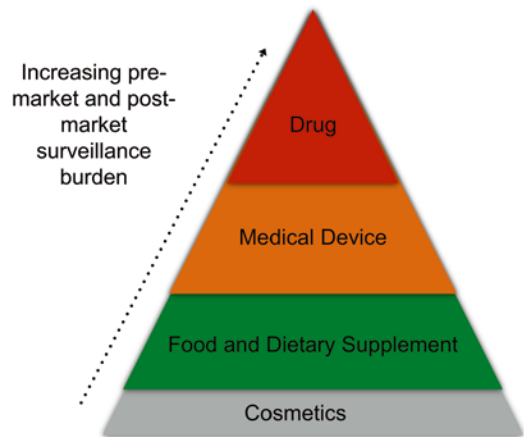 Increasing pre-
market and post-
market
surveillance
burden
Drug
Medical Device
Food and Dietary Supplement
Cosmetics